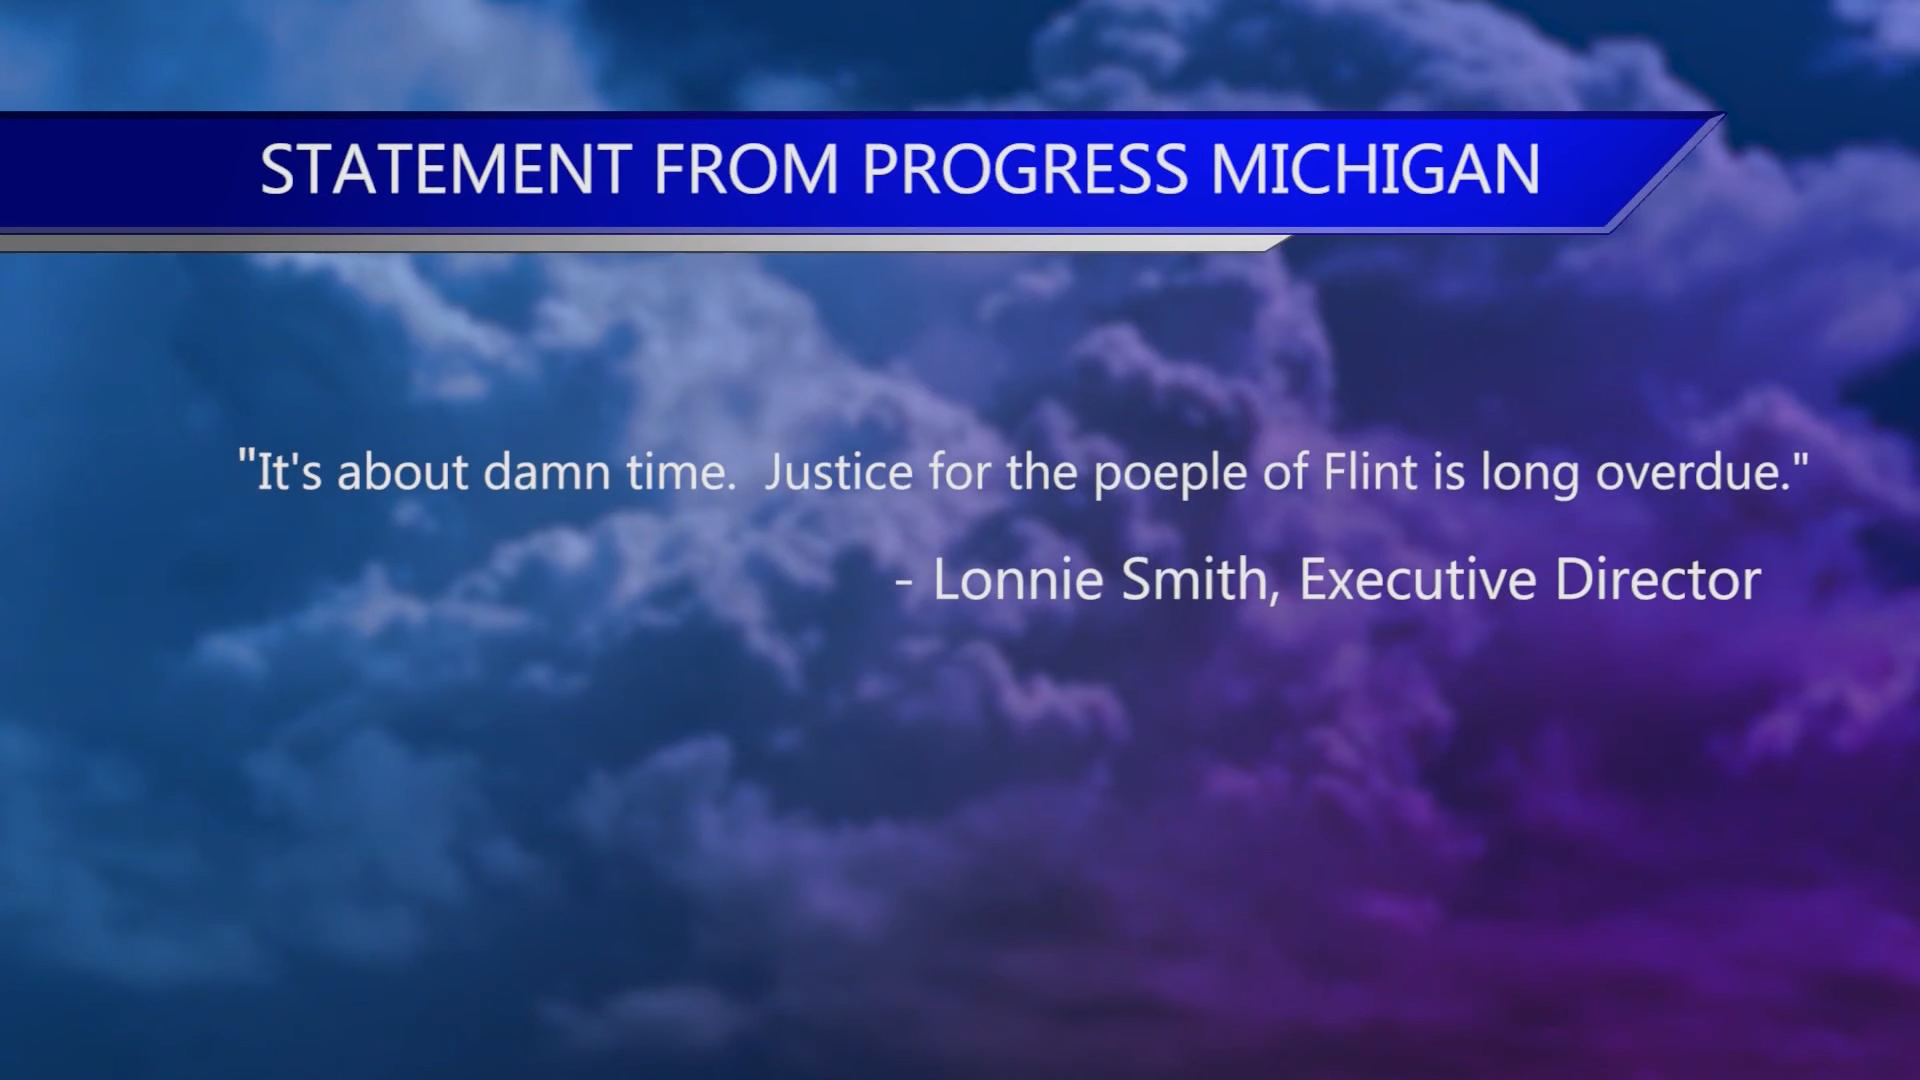 STATEMENT FROM PROGRESS MICHIGAN
"It's about damn time.  Justice for the poeple of Flint is long overdue."
- Lonnie Smith, Executive Director